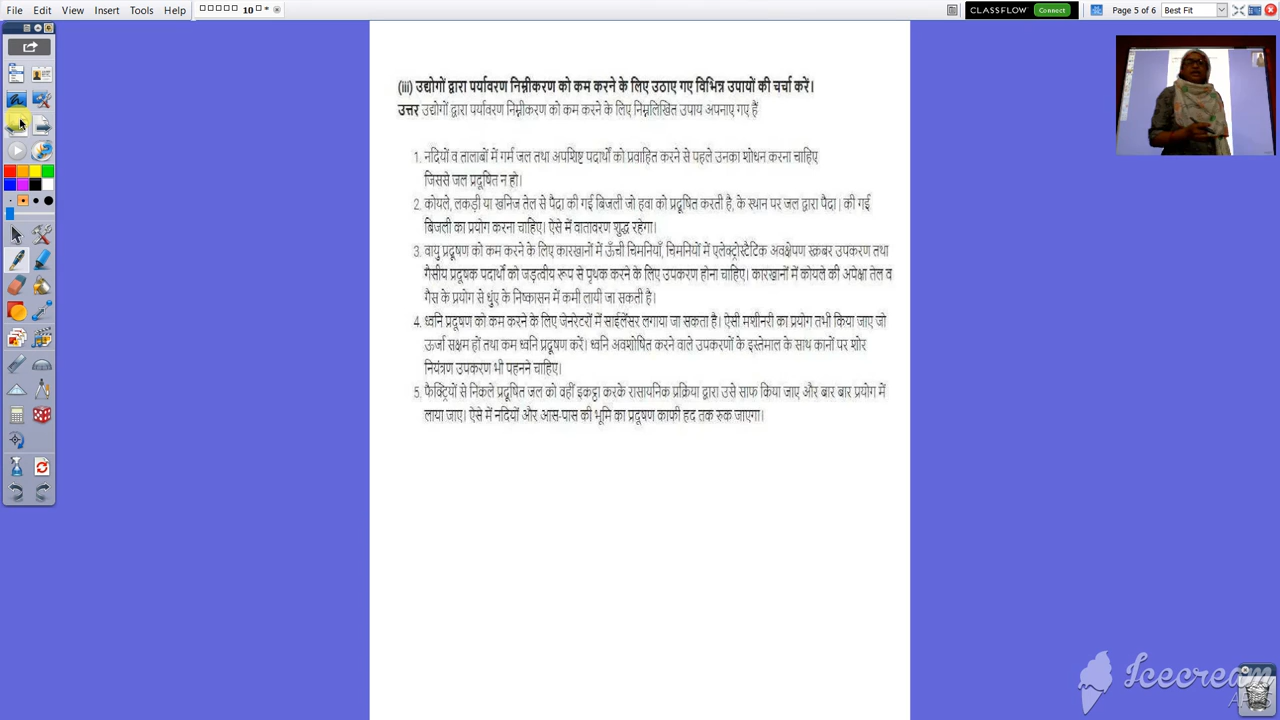 File Edit View Insert Tools Help
10 *
CLASSFLOW Connect
Page 5 of 6 Best Fit
(iii) उद्योगों द्वारा पर्यावरण निम्नीकरण को कम करने के लिए उठाए गए विभिन्न उपायों की चर्चा करें।
उत्तर उद्योगों द्वारा पर्यावरण निम्नीकरण को कम करने के लिए निम्नलिखित उपाय अपनाए गए हैं
1. नदियों व तालाबों में गर्म जल तथा अपशिष्ट पदार्थों को प्रवाहित करने से पहले उनका शोधन करना चाहिए
जिससे जल प्रदूषित न हो।
2. कोयले, लकड़ी या खनिज तेल से पैदा की गई बिजली जो हवा को प्रदूषित करती है, के स्थान पर जल द्वारा पैदा | की गई
बिजली का प्रयोग करना चाहिए। ऐसे में वातावरण शुद्ध रहेगा।
3. वायु प्रदूषण को कम करने के लिए कारखानों में ऊँची चिमनियाँ, चिमनियों में एलेक्ट्रोस्टैटिक अवक्षेपण स्क्रबर उपकरण तथा
गैसीय प्रदूषक पदार्थों को जड़त्वीय रूप से पृथक करने के लिए उपकरण होना चाहिए। कारखानों में कोयले की अपेक्षा तेल व
गैस के प्रयोग से धुंए के निष्कासन में कमी लायी जा सकती है।
4. ध्वनि प्रदूषण को कम करने के लिए जेनरेटरों में साईलेंसर लगाया जा सकता है। ऐसी मशीनरी का प्रयोग तभी किया जाए जो
ऊर्जा सक्षम हों तथा कम ध्वनि प्रदूषण करें। ध्वनि अवशोषित करने वाले उपकरणों के इस्तेमाल के साथ कानों पर शोर
नियंत्रण उपकरण भी पहनने चाहिए।
5. फैक्ट्रियों से निकले प्रदूषित जल को वहीं इकट्ठा करके रासायनिक प्रक्रिया द्वारा उसे साफ किया जाए और बार बार प्रयोग में
लाया जाए। ऐसे में नदियों और आस-पास की भूमि का प्रदूषण काफी हद तक रुक जाएगा।
Icecream
APPS